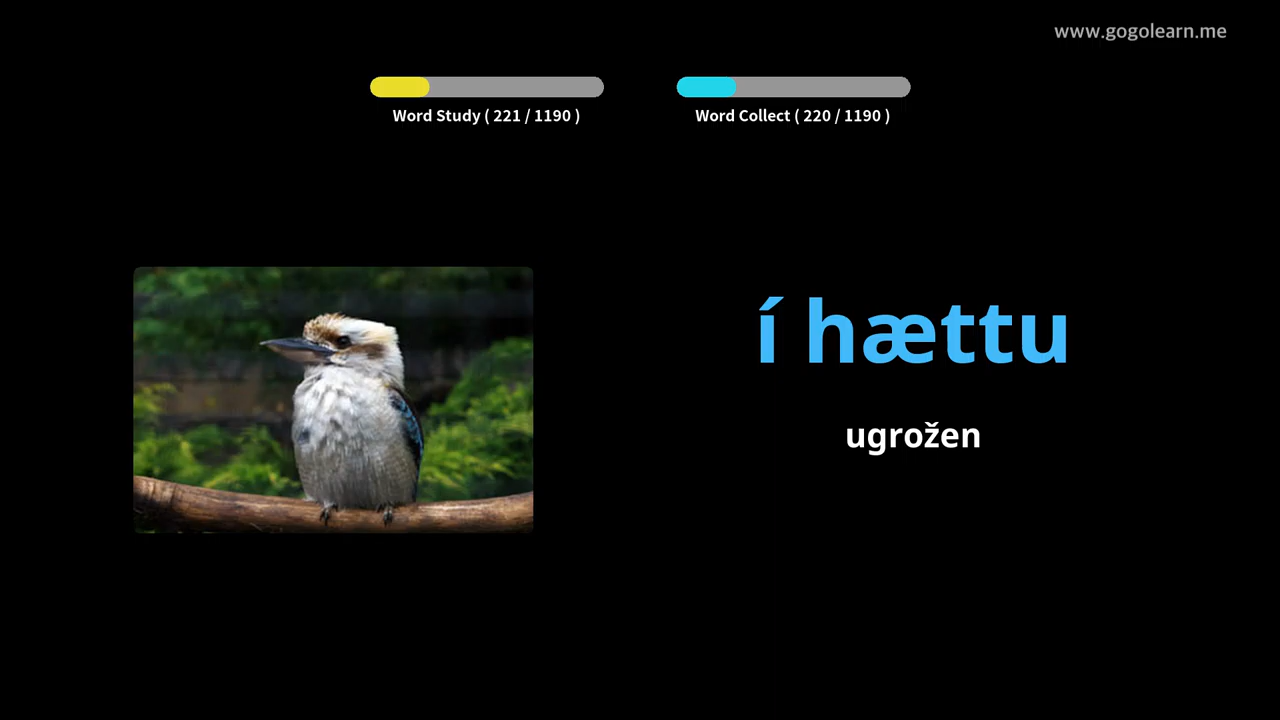 www.gogolearn.me
Word Study ( 221 / 1190 )
Word Collect ( 220 / 1190 )
í hættu
ugrožen